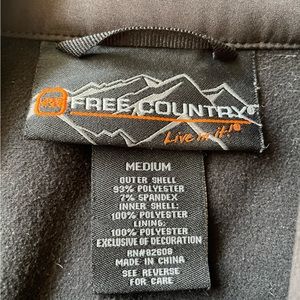 FREE COUNTRY®
Live in it!®
MEDIUM
OUTER SHELL
93% POLYESTER
7% SPANDEX
INNER SHELL:
100% POLYESTER
LINING:
100% POLYESTER
EXCLUSIVE OF DECORATION
RN#82608
MADE IN CHINA
SEE REVERSE
FOR CARE